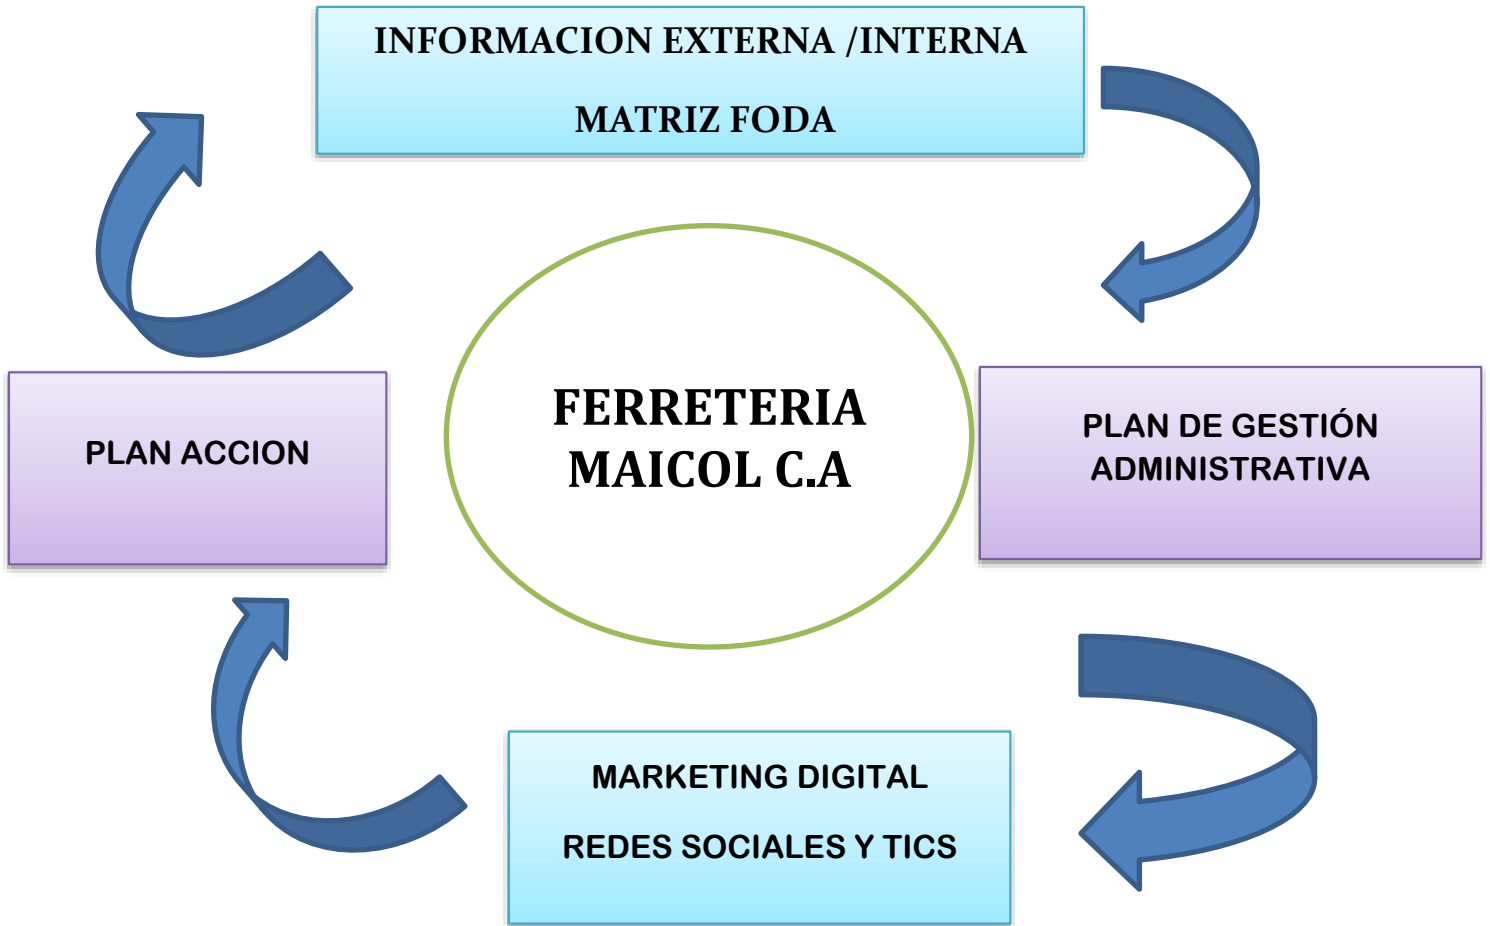 INFORMACION EXTERNA /INTERNA
MATRIZ FODA
FERRETERIA
MAICOL C.A
PLAN ACCION
PLAN DE GESTIÓN
ADMINISTRATIVA
MARKETING DIGITAL
REDES SOCIALES Y TICS